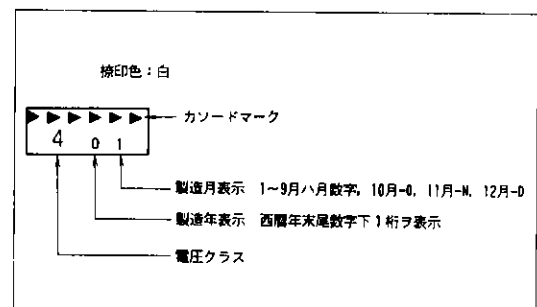 捺印色：白
カソードマーク
4 0 1
製造月表示 1~9月ハ月数字, 10月-O, 11月-N, 12月-D
製造年表示 西暦年末尾数字下1桁ヲ表示
電圧クラス